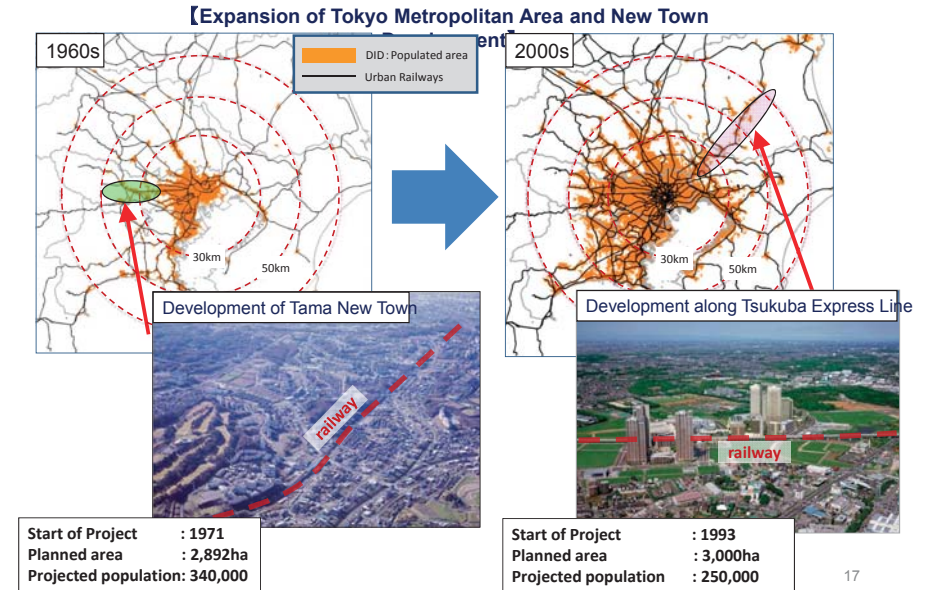 【Expansion of Tokyo Metropolitan Area and New Town
Development】
1960s
DID：Populated area
Urban Railways
2000s
30km
50km
30km
50km
Development of Tama New Town
railway
Start of Project : 1971
Planned area : 2,892ha
Projected population: 340,000
Development along Tsukuba Express Line
railway
Start of Project : 1993
Planned area : 3,000ha
Projected population : 250,000
17